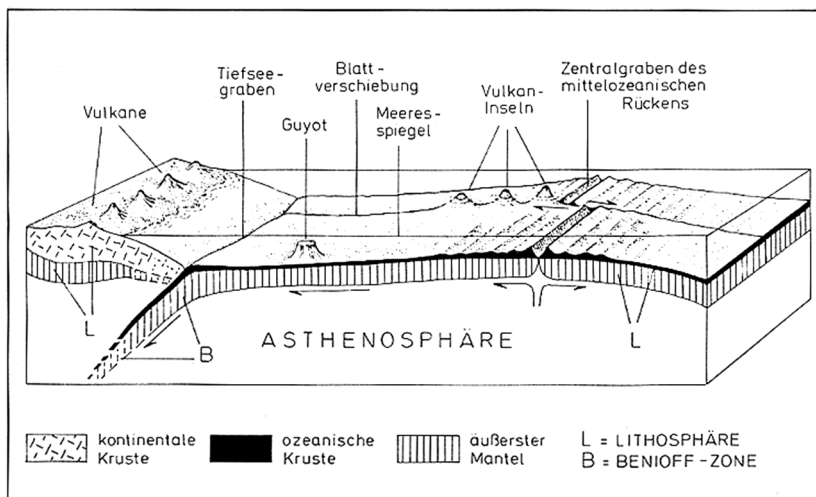 Vulkane
Tiefsee-
graben
Guyot
Blatt-
verschiebung
Meeres-
spiegel
Vulkan-
Inseln
Zentralgraben des
mittelozeanischen
Rückens
L
B
ASTHENOSPHÄRE
L
kontinentale
Kruste
ozeanische
Kruste
äußerster
Mantel
L = LITHOSPHÄRE
B = BENIOFF-ZONE